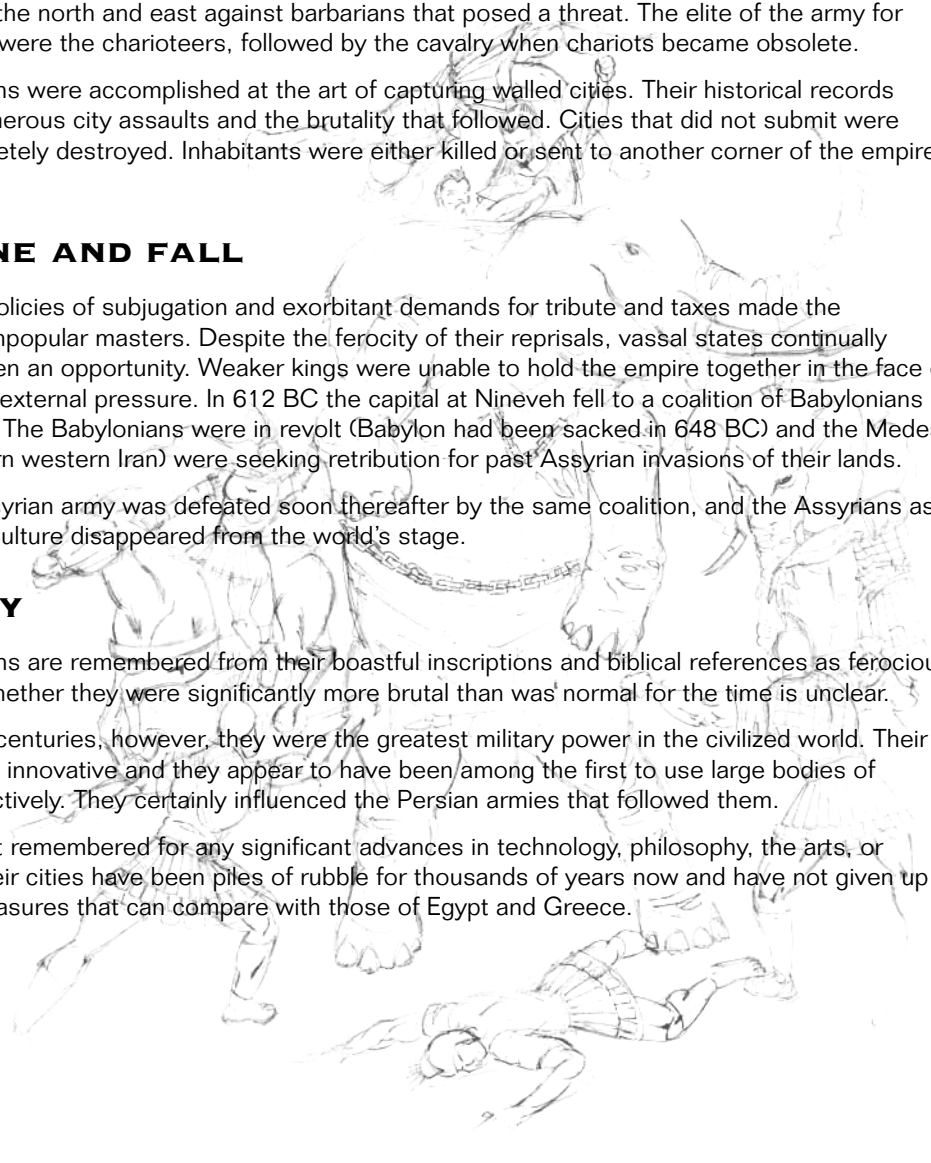 the north and east against barbarians that posed a threat. The elite of the army for
were the charioteers, followed by the cavalry when chariots became obsolete.
ns were accomplished at the art of capturing walled cities. Their historical records
nerous city assaults and the brutality that followed. Cities that did not submit were
etely destroyed. Inhabitants were either killed or sent to another corner of the empire
NE AND FALL
olicies of subjugation and exorbitant demands for tribute and taxes made the
npopular masters. Despite the ferocity of their reprisals, vassal states continually
en an opportunity. Weaker kings were unable to hold the empire together in the face
external pressure. In 612 BC the capital at Nineveh fell to a coalition of Babylonians
The Babylonians were in revolt (Babylon had been sacked in 648 BC) and the Medes
rn western Iran) were seeking retribution for past Assyrian invasions of their lands.
syrian army was defeated soon thereafter by the same coalition, and the Assyrians as
ulture disappeared from the world's stage.
Y
ns are remembered from their boastful inscriptions and biblical references as ferociou
hether they were significantly more brutal than was normal for the time is unclear.
centuries, however, they were the greatest military power in the civilized world. Their
innovative and they appear to have been among the first to use large bodies of
ctively. They certainly influenced the Persian armies that followed them.
t remembered for any significant advances in technology, philosophy, the arts, or
eir cities have been piles of rubble for thousands of years now and have not given up
asures that can compare with those of Egypt and Greece.